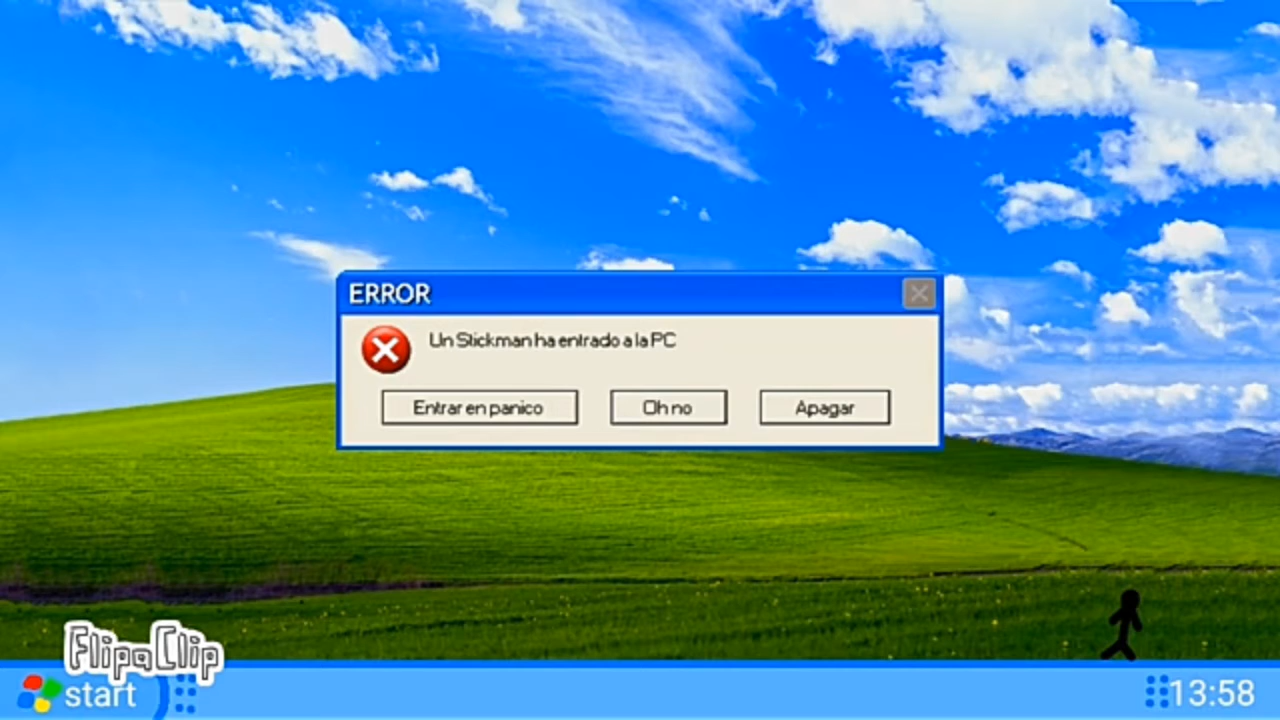 ERROR
Un Stickman ha entrado a la PC
Entrar en panico
Oh no
Apagar
FlipaClip
start
13:58